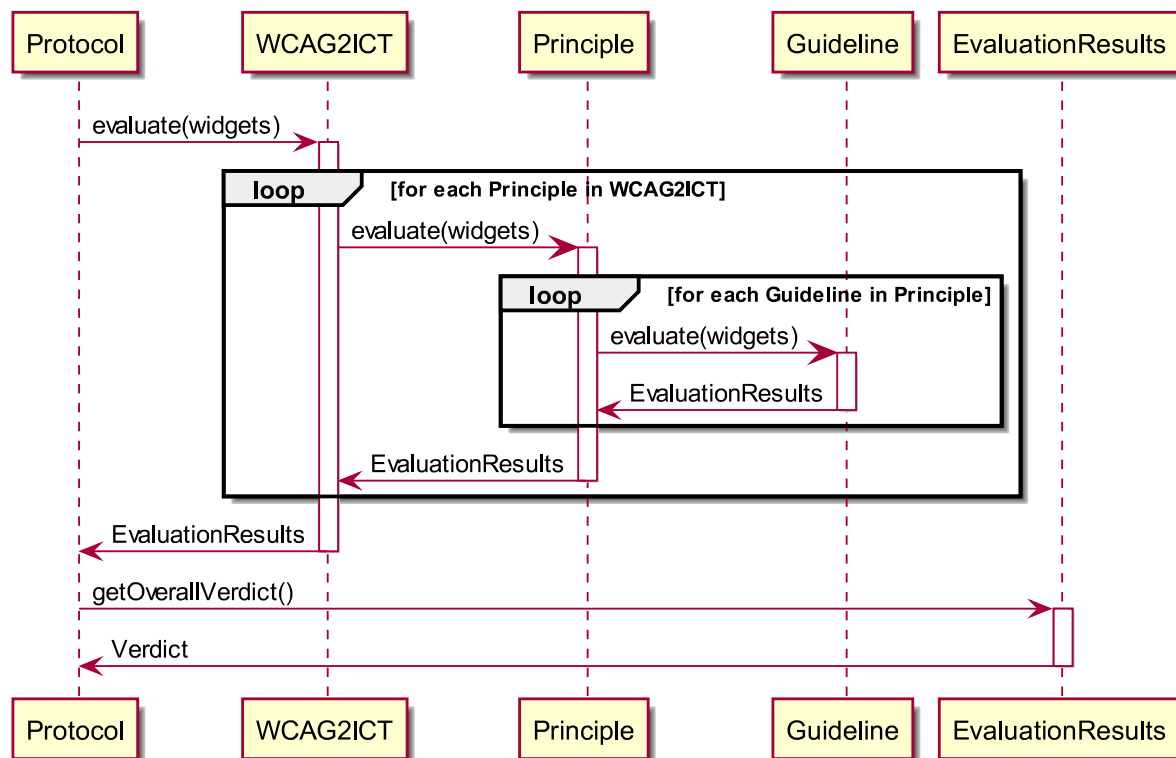 Protocol WCAG2ICT Principle Guideline EvaluationResults
evaluate(widgets)
loop [for each Principle in WCAG2ICT]
evaluate(widgets)
loop [for each Guideline in Principle]
evaluate(widgets)
EvaluationResults
EvaluationResults
EvaluationResults
getOverallVerdict()
Verdict
Protocol WCAG2ICT Principle Guideline EvaluationResults